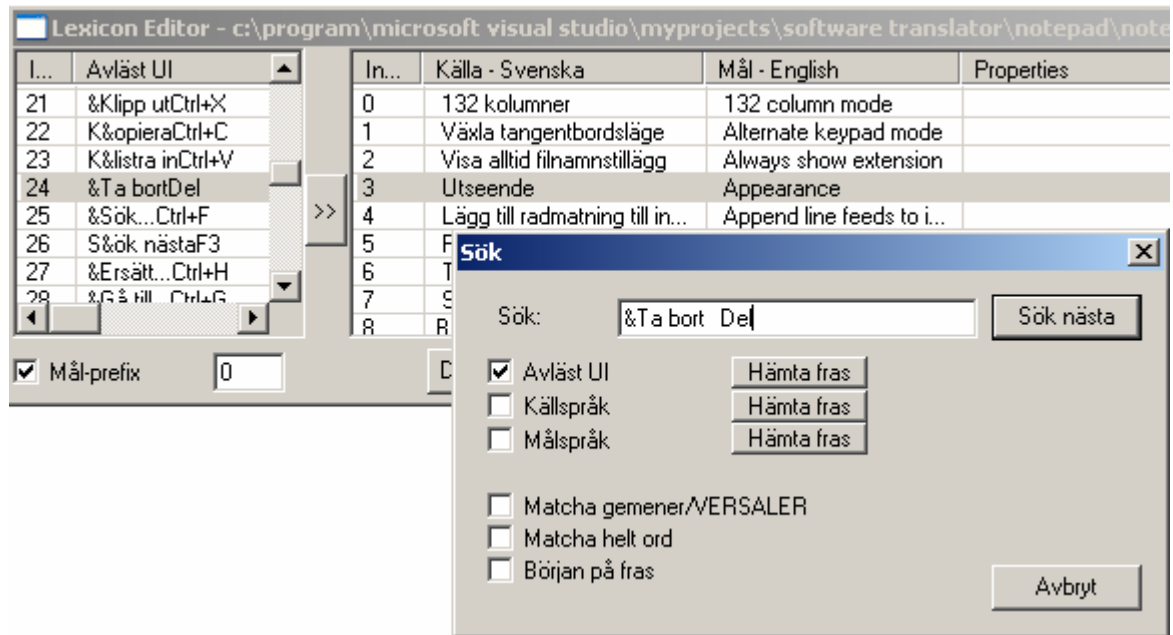 Lexicon Editor - c:\program\microsoft visual studio\myprojects\software translator\notepad\note
I... Avläst UI In... Källa - Svenska Mål - English Properties
21 &Klipp utCtrl+X 0 132 kolumner 132 column mode
22 K&opieraCtrl+C 1 Växla tangentbordsläge Alternate keypad mode
23 K&listra inCtrl+V 2 Visa alltid filnamnstillägg Always show extension
24 &Ta bortDel 3 Utseende Appearance
25 &Sök...Ctrl+F >> 4 Lägg till radmatning till in... Append line feeds to i...
26 S&ök nästaF3 5
27 &Ersätt...Ctrl+H 6
28 &Gå till...Ctrl+G 7
8
Mål-prefix 0
Sök
Sök: &Ta bort Del Sök nästa
Avläst UI Hämta fras
Källspråk Hämta fras
Målspråk Hämta fras
Matcha gemener/VERSALER
Matcha helt ord
Början på fras
Avbryt